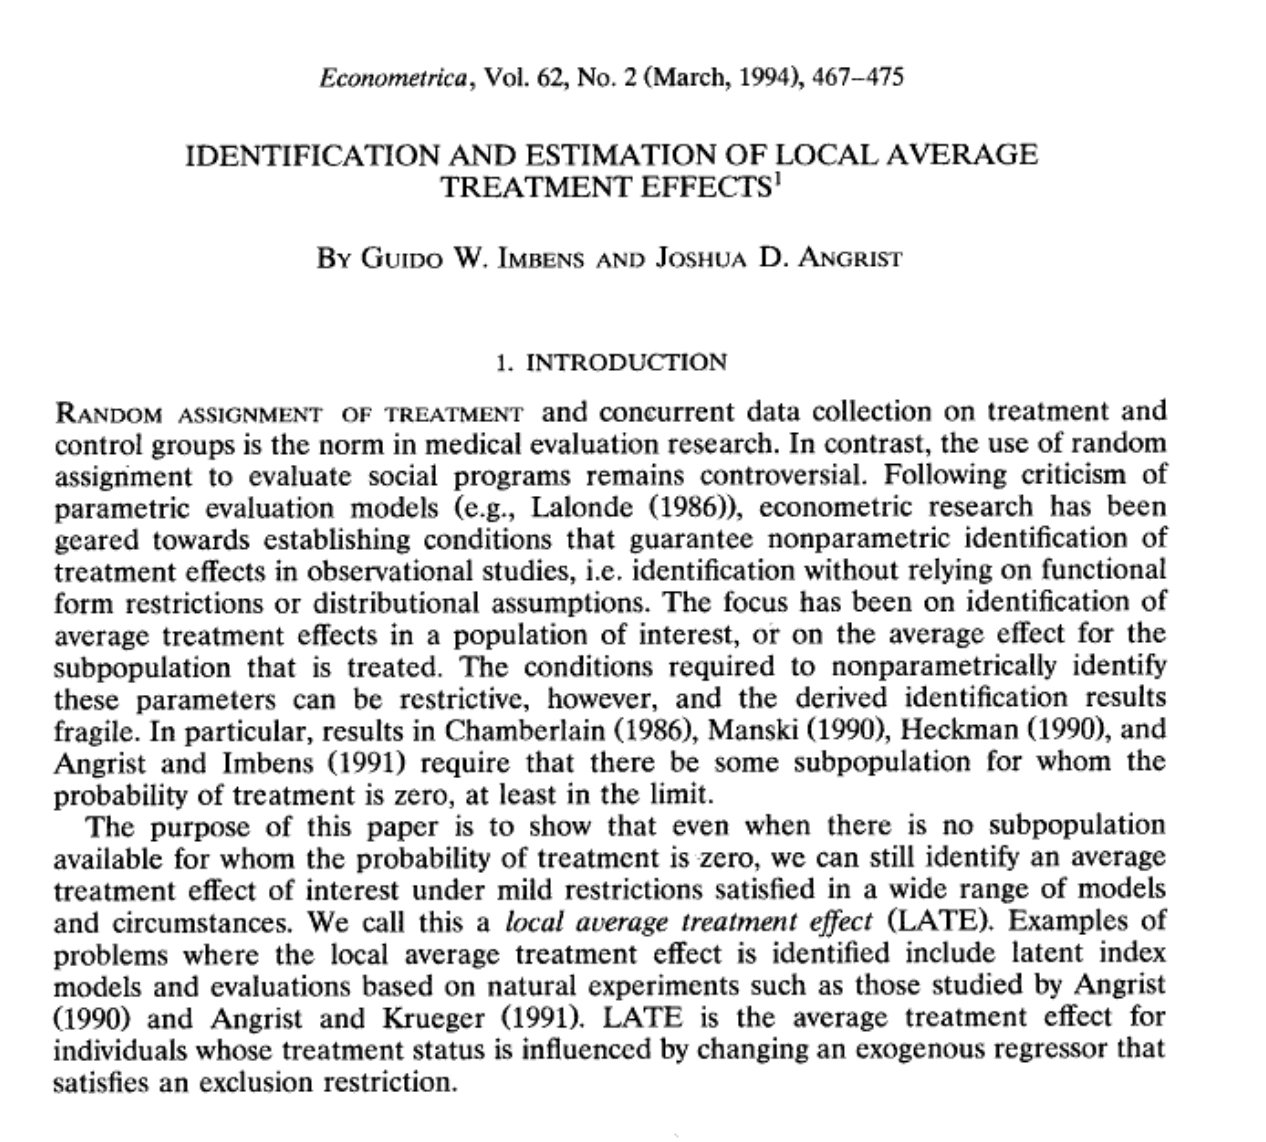 Econometrica, Vol. 62, No. 2 (March, 1994), 467–475
IDENTIFICATION AND ESTIMATION OF LOCAL AVERAGE
TREATMENT EFFECTS¹
BY GUIDO W. IMBENS AND JOSHUA D. ANGRIST
1. INTRODUCTION
RANDOM ASSIGNMENT OF TREATMENT and concurrent data collection on treatment and
control groups is the norm in medical evaluation research. In contrast, the use of random
assignment to evaluate social programs remains controversial. Following criticism of
parametric evaluation models (e.g., Lalonde (1986)), econometric research has been
geared towards establishing conditions that guarantee nonparametric identification of
treatment effects in observational studies, i.e. identification without relying on functional
form restrictions or distributional assumptions. The focus has been on identification of
average treatment effects in a population of interest, or on the average effect for the
subpopulation that is treated. The conditions required to nonparametrically identify
these parameters can be restrictive, however, and the derived identification results
fragile. In particular, results in Chamberlain (1986), Manski (1990), Heckman (1990), and
Angrist and Imbens (1991) require that there be some subpopulation for whom the
probability of treatment is zero, at least in the limit.
The purpose of this paper is to show that even when there is no subpopulation
available for whom the probability of treatment is zero, we can still identify an average
treatment effect of interest under mild restrictions satisfied in a wide range of models
and circumstances. We call this a local average treatment effect (LATE). Examples of
problems where the local average treatment effect is identified include latent index
models and evaluations based on natural experiments such as those studied by Angrist
(1990) and Angrist and Krueger (1991). LATE is the average treatment effect for
individuals whose treatment status is influenced by changing an exogenous regressor that
satisfies an exclusion restriction.